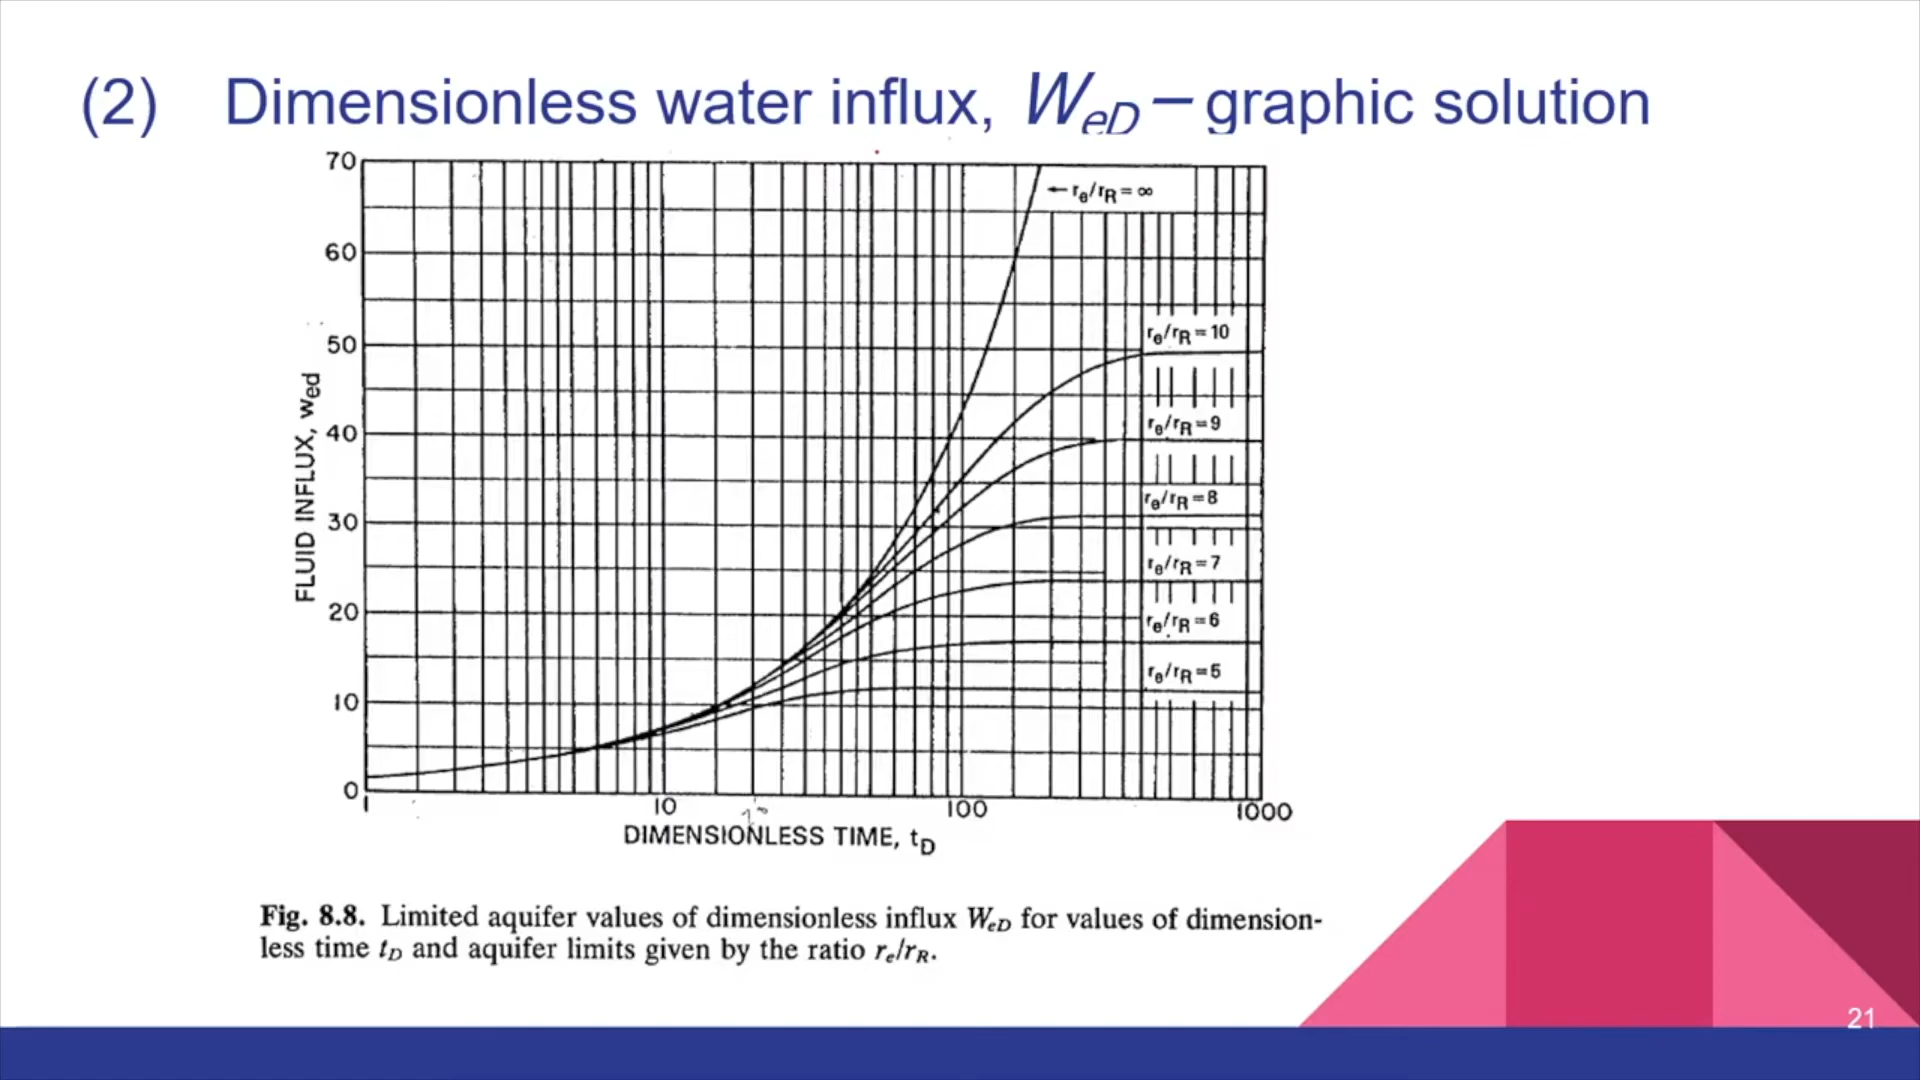 (2) Dimensionless water influx, WeD – graphic solution
70
60
50
40
30
20
10
0
FLUID INFLUX, wed
← re/rR = ∞
re/rR = 10
re/rR = 9
re/rR = 8
re/rR = 7
re/rR = 6
re/rR = 5
1 10 100 1000
DIMENSIONLESS TIME, tD
Fig. 8.8. Limited aquifer values of dimensionless influx WeD for values of dimension-
less time tD and aquifer limits given by the ratio re/rR.
21